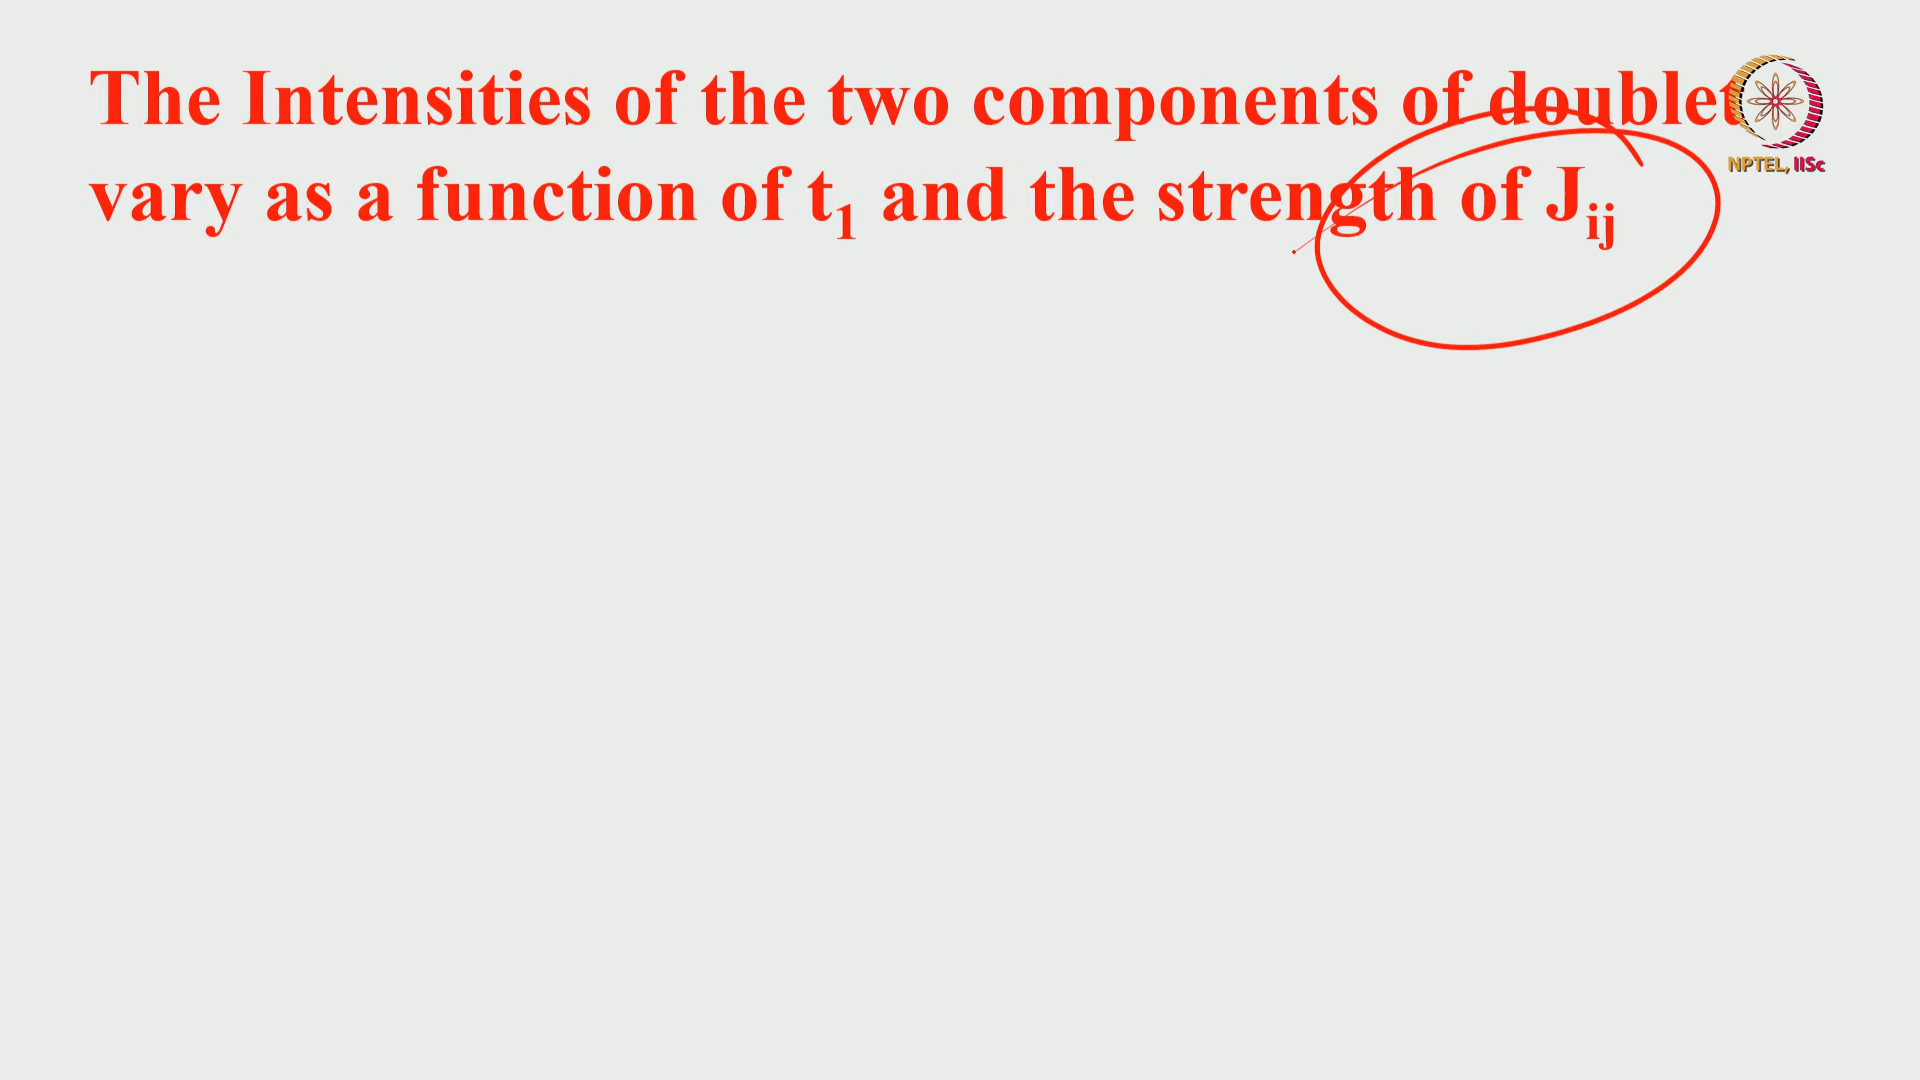 The Intensities of the two components of doublet
vary as a function of t₁ and the strength of Jᵢⱼ
NPTEL, IISc